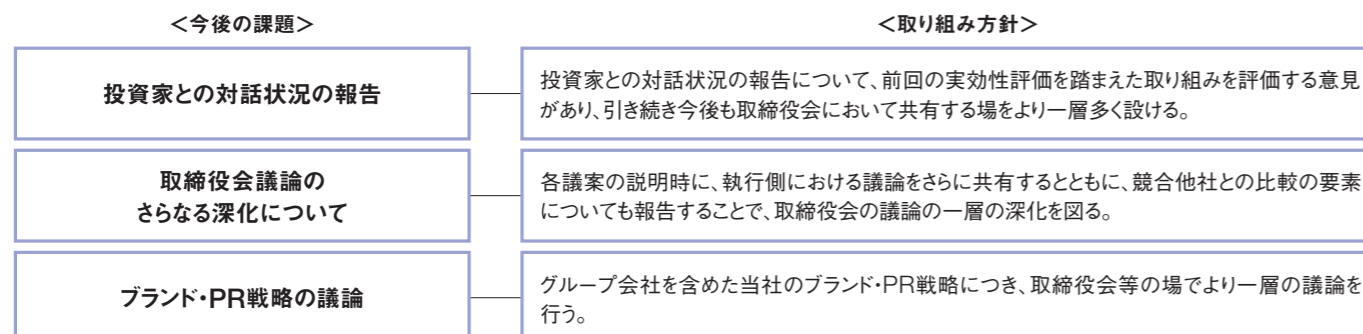 ＜今後の課題＞
＜取り組み方針＞
投資家との対話状況の報告
投資家との対話状況の報告について、前回の実効性評価を踏まえた取り組みを評価する意見
があり、引き続き今後も取締役会において共有する場をより一層多く設ける。
取締役会議論の
さらなる深化について
各議案の説明時に、執行側における議論をさらに共有するとともに、競合他社との比較の要素
についても報告することで、取締役会の議論の一層の深化を図る。
ブランド・PR戦略の議論
グループ会社を含めた当社のブランド・PR戦略につき、取締役会等の場でより一層の議論を
行う。